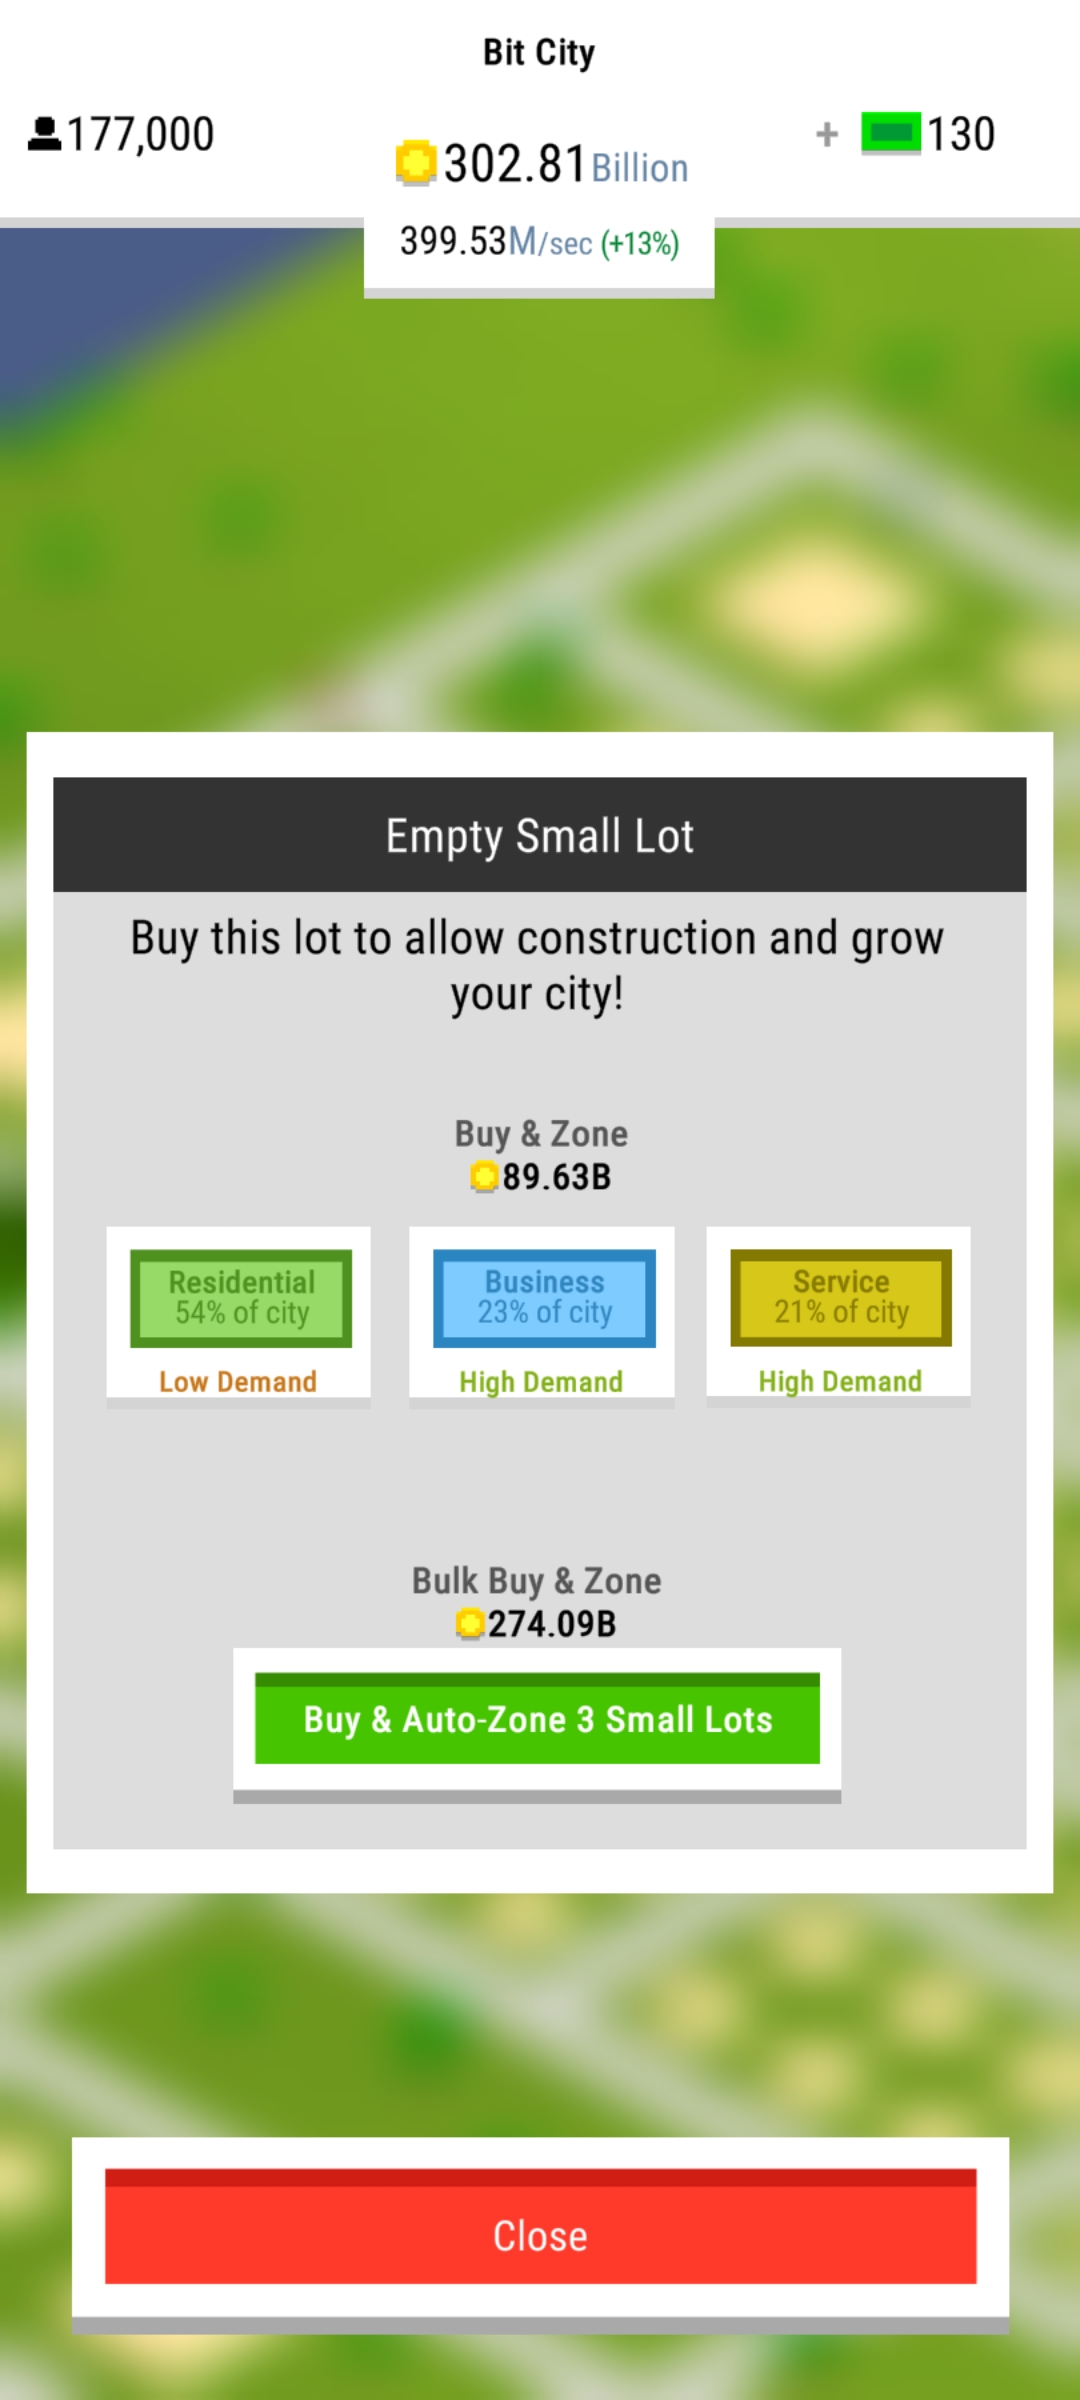 Bit City
177,000
302.81 Billion
+ 130
399.53M/sec (+13%)
Empty Small Lot
Buy this lot to allow construction and grow
your city!
Buy & Zone
89.63B
Residential
54% of city
Low Demand
Business
23% of city
High Demand
Service
21% of city
High Demand
Bulk Buy & Zone
274.09B
Buy & Auto-Zone 3 Small Lots
Close